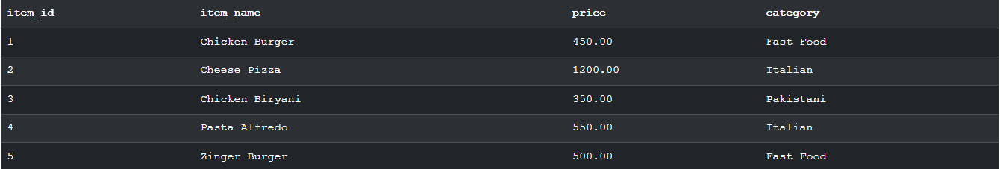 item_id item_name price category
1 Chicken Burger 450.00 Fast Food
2 Cheese Pizza 1200.00 Italian
3 Chicken Biryani 350.00 Pakistani
4 Pasta Alfredo 550.00 Italian
5 Zinger Burger 500.00 Fast Food